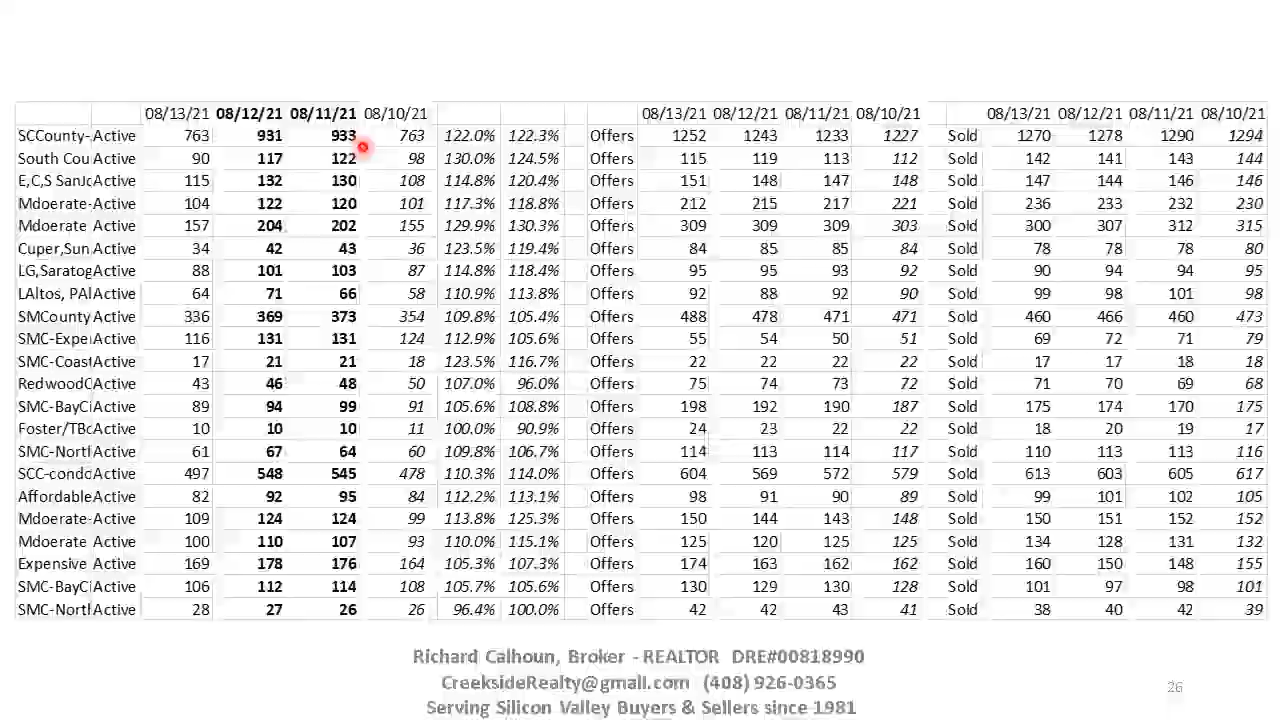 08/13/21 08/12/21 08/11/21 08/10/21 08/13/21 08/12/21 08/11/21 08/10/21 08/13/21 08/12/21 08/11/21 08/10/21
SCCounty- Active 763 931 933 763 122.0% 122.3% Offers 1252 1243 1233 1227 Sold 1270 1278 1290 1294
South Cou Active 90 117 122 98 130.0% 124.5% Offers 115 119 113 112 Sold 142 141 143 144
E,C,S SanJc Active 115 132 130 108 114.8% 120.4% Offers 151 148 147 148 Sold 147 144 146 146
Mdoerate- Active 104 122 120 101 117.3% 118.8% Offers 212 215 217 221 Sold 236 233 232 230
Mdoerate Active 157 204 202 155 129.9% 130.3% Offers 309 309 309 303 Sold 300 307 312 315
Cuper,Sun Active 34 42 43 36 123.5% 119.4% Offers 84 85 85 84 Sold 78 78 78 80
LG,Saratog Active 88 101 103 87 114.8% 118.4% Offers 95 95 93 92 Sold 90 94 94 95
LAltos, PAl Active 64 71 66 58 110.9% 113.8% Offers 92 88 92 90 Sold 99 98 101 98
SMCounty Active 336 369 373 354 109.8% 105.4% Offers 488 478 471 471 Sold 460 466 460 473
SMC-Expe Active 116 131 131 124 112.9% 105.6% Offers 55 54 50 51 Sold 69 72 71 79
SMC-Coast Active 17 21 21 18 123.5% 116.7% Offers 22 22 22 22 Sold 17 17 18 18
RedwoodC Active 43 46 48 50 107.0% 96.0% Offers 75 74 73 72 Sold 71 70 69 68
SMC-BayCi Active 89 94 99 91 105.6% 108.8% Offers 198 192 190 187 Sold 175 174 170 175
Foster/TBc Active 10 10 10 11 100.0% 90.9% Offers 24 23 22 22 Sold 18 20 19 17
SMC-Nortl Active 61 67 64 60 109.8% 106.7% Offers 114 113 114 117 Sold 110 113 113 116
SCC-condc Active 497 548 545 478 110.3% 114.0% Offers 604 569 572 579 Sold 613 603 605 617
Affordable Active 82 92 95 84 112.2% 113.1% Offers 98 91 90 89 Sold 99 101 102 105
Mdoerate- Active 109 124 124 99 113.8% 125.3% Offers 150 144 143 148 Sold 150 151 152 152
Mdoerate Active 100 110 107 93 110.0% 115.1% Offers 125 120 125 125 Sold 134 128 131 132
Expensive Active 169 178 176 164 105.3% 107.3% Offers 174 163 162 162 Sold 160 150 148 155
SMC-BayCi Active 106 112 114 108 105.7% 105.6% Offers 130 129 130 128 Sold 101 97 98 101
SMC-Nortl Active 28 27 26 26 96.4% 100.0% Offers 42 42 43 41 Sold 38 40 42 39
Richard Calhoun, Broker - REALTOR DRE#00818990
CreeksideRealty@gmail.com (408) 926-0365
Serving Silicon Valley Buyers & Sellers since 1981
26